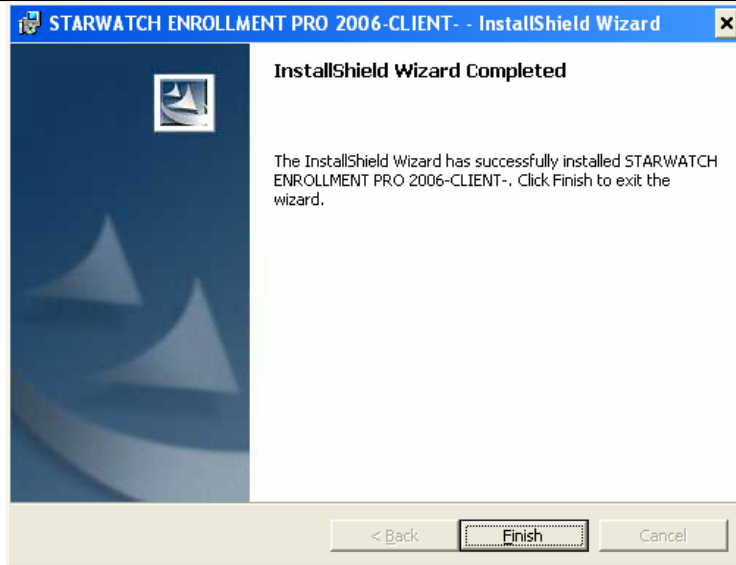 STARWATCH ENROLLMENT PRO 2006-CLIENT- - InstallShield Wizard
InstallShield Wizard Completed
The InstallShield Wizard has successfully installed STARWATCH
ENROLLMENT PRO 2006-CLIENT-. Click Finish to exit the
wizard.
< Back
Finish
Cancel